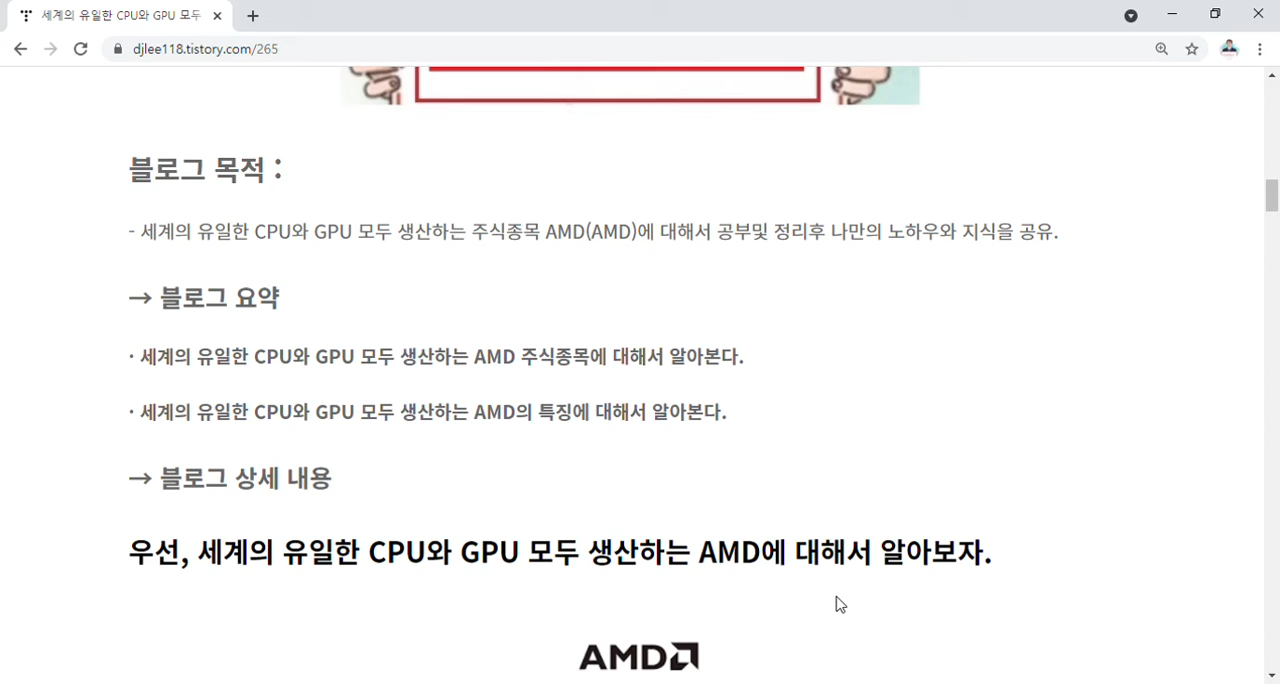 세계의 유일한 CPU와 GPU 모두
djlee118.tistory.com/265
블로그 목적 :
- 세계의 유일한 CPU와 GPU 모두 생산하는 주식종목 AMD(AMD)에 대해서 공부및 정리후 나만의 노하우와 지식을 공유.
→ 블로그 요약
· 세계의 유일한 CPU와 GPU 모두 생산하는 AMD 주식종목에 대해서 알아본다.
· 세계의 유일한 CPU와 GPU 모두 생산하는 AMD의 특징에 대해서 알아본다.
→ 블로그 상세 내용
우선, 세계의 유일한 CPU와 GPU 모두 생산하는 AMD에 대해서 알아보자.
AMD